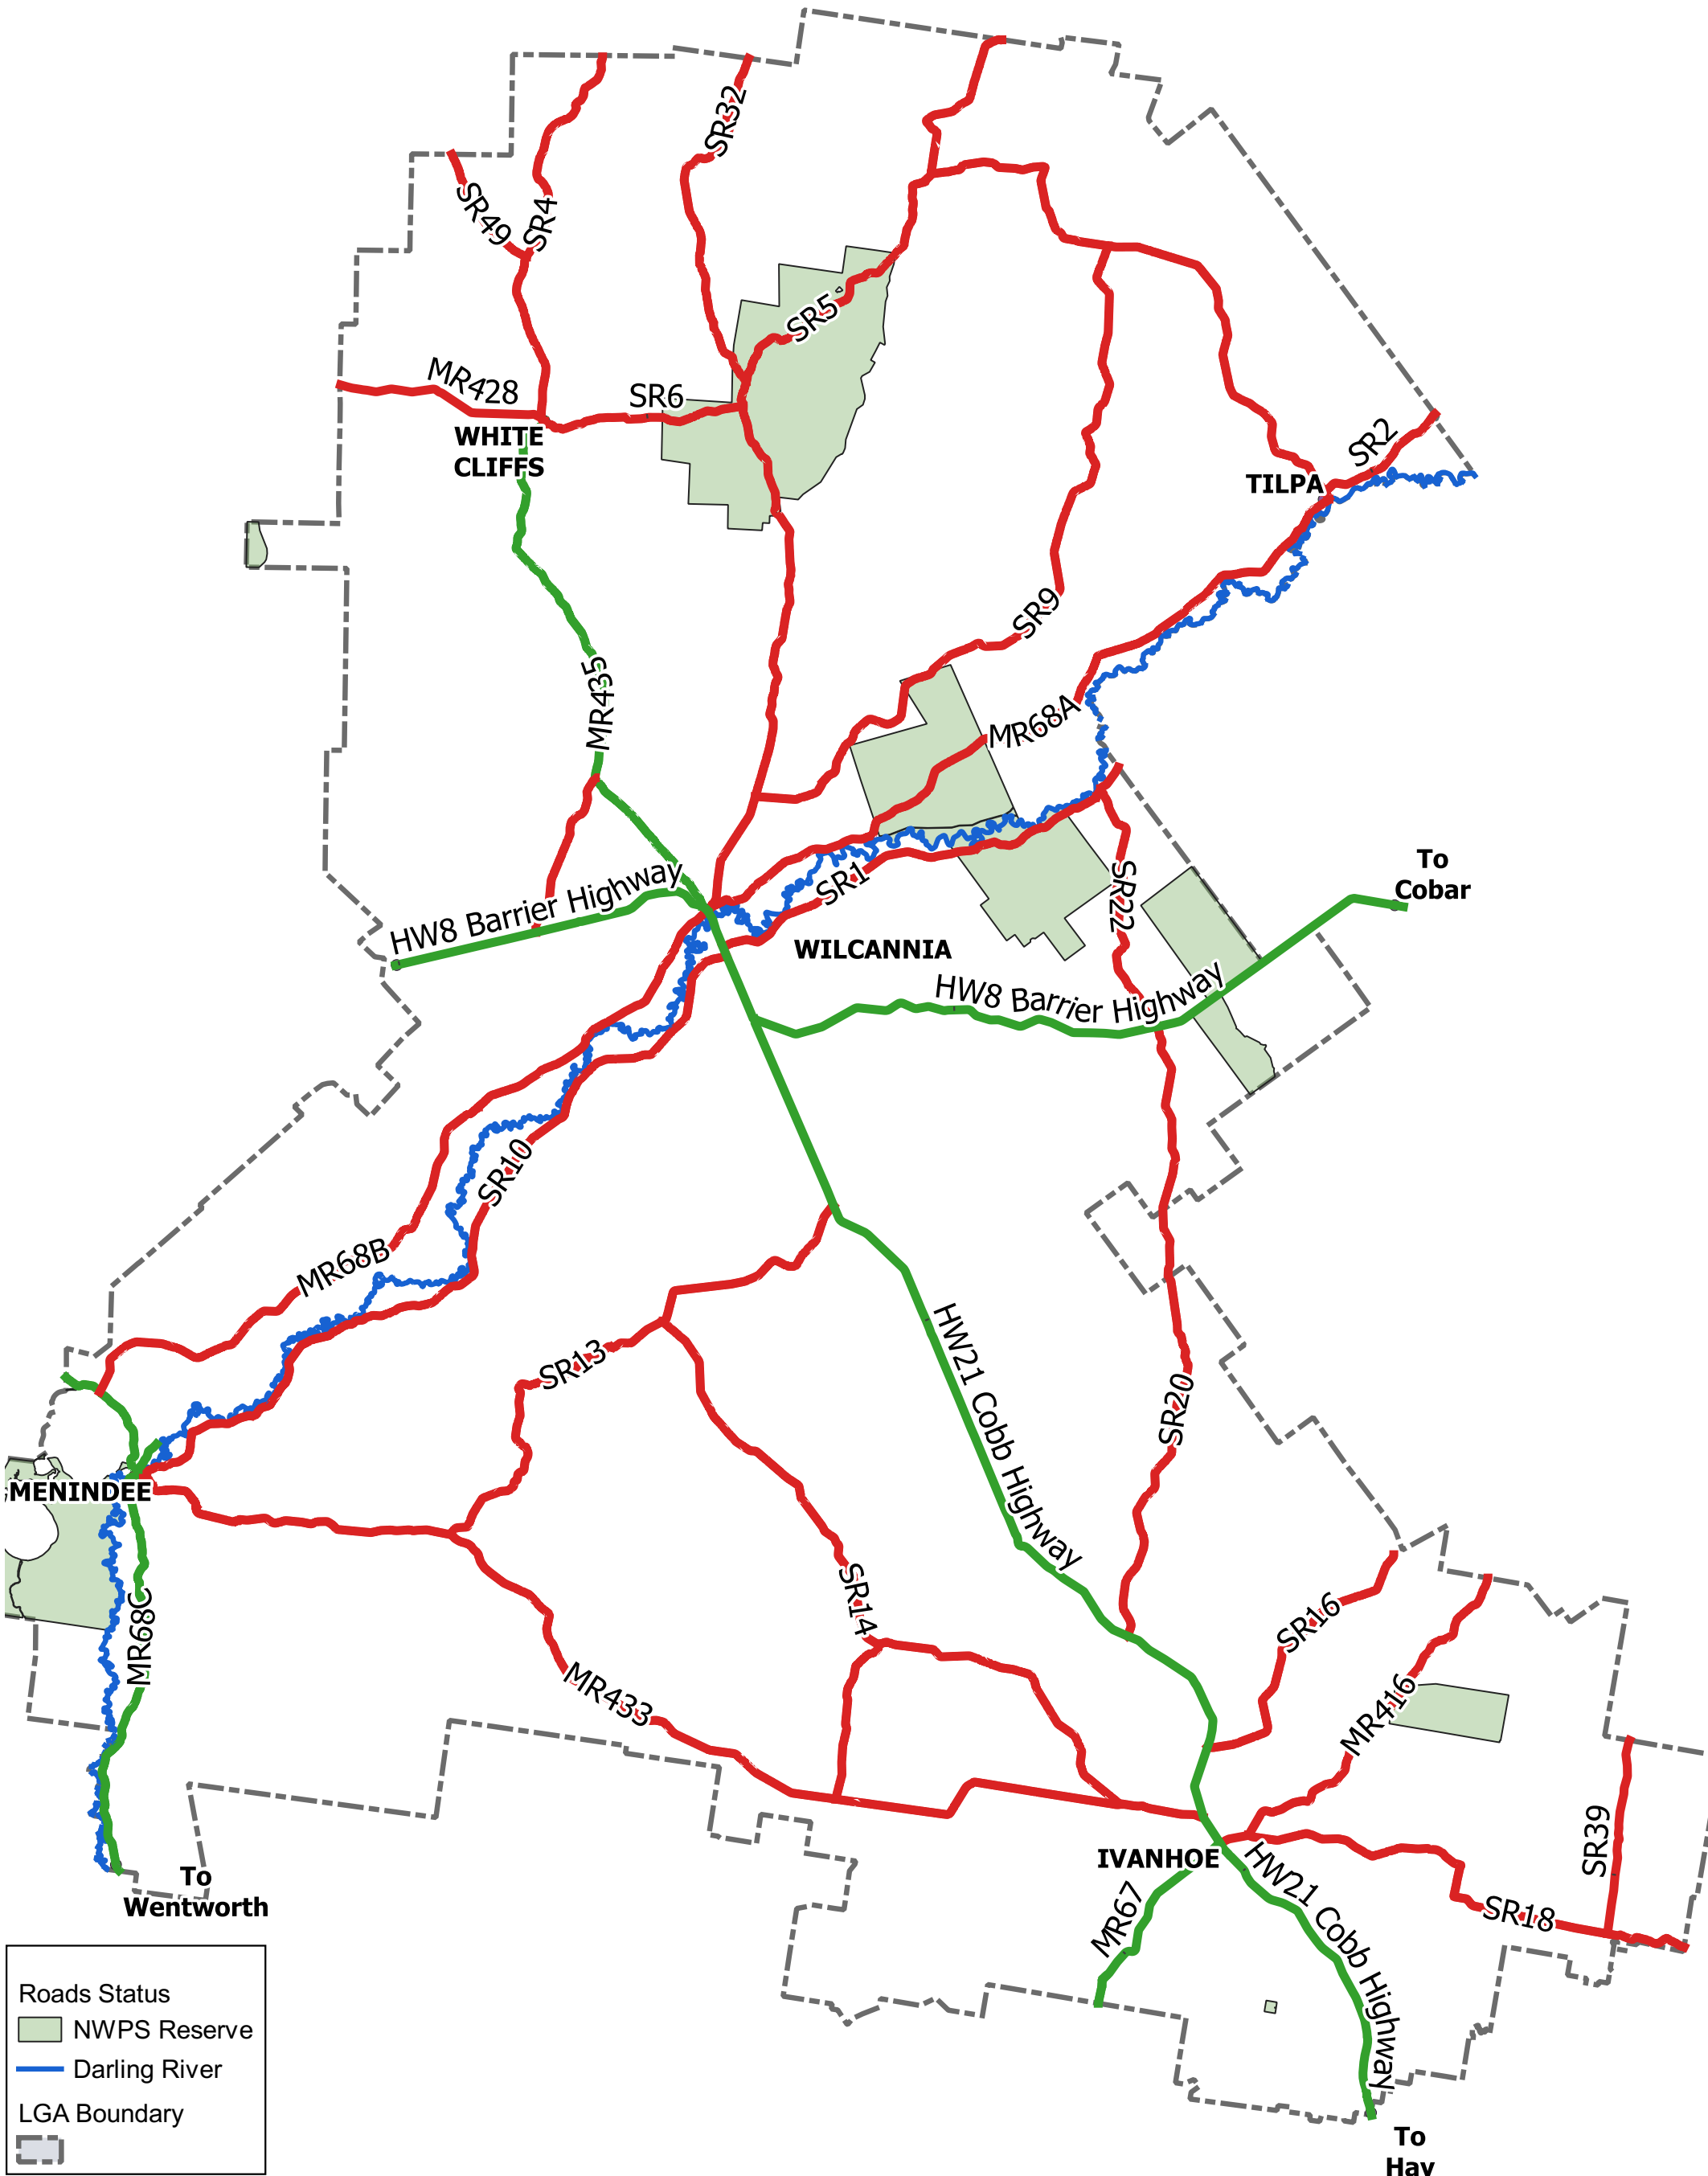 SR32
SR49
SR4
SR5
MR428
SR6
WHITE
CLIFFS
SR2
TILPA
SR9
MR435
MR68A
To
Cobar
SR1
SR22
HW8 Barrier Highway
WILCANNIA
HW8 Barrier Highway
SR10
MR68B
HW21 Cobb Highway
SR13
SR20
MENINDEE
SR14
SR16
MR68C
MR433
MR416
SR39
IVANHOE
HW21 Cobb Highway
To
Wentworth
MR67
SR18
Roads Status
NWPS Reserve
Darling River
LGA Boundary
To
Hay